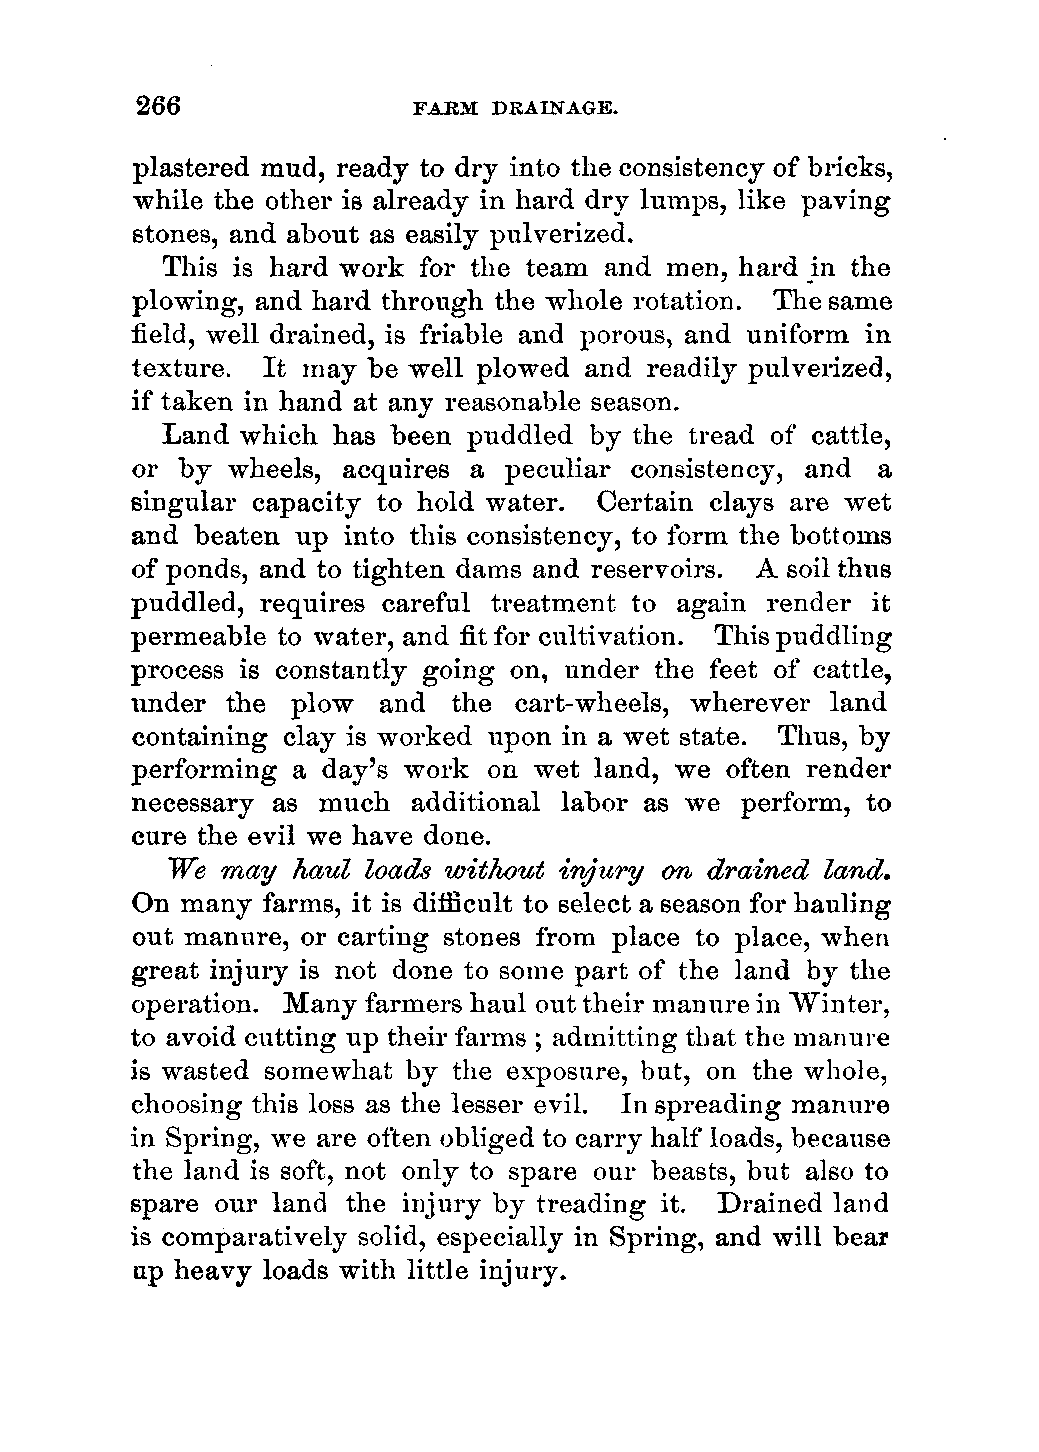 266 FARM DRAINAGE.
plastered mud, ready to dry into the consistency of bricks,
while the other is already in hard dry lumps, like paving
stones, and about as easily pulverized.
This is hard work for the team and men, hard in the
plowing, and hard through the whole rotation. The same
field, well drained, is friable and porous, and uniform in
texture. It may be well plowed and readily pulverized,
if taken in hand at any reasonable season.
Land which has been puddled by the tread of cattle,
or by wheels, acquires a peculiar consistency, and a
singular capacity to hold water. Certain clays are wet
and beaten up into this consistency, to form the bottoms
of ponds, and to tighten dams and reservoirs. A soil thus
puddled, requires careful treatment to again render it
permeable to water, and fit for cultivation. This puddling
process is constantly going on, under the feet of cattle,
under the plow and the cart-wheels, wherever land
containing clay is worked upon in a wet state. Thus, by
performing a day's work on wet land, we often render
necessary as much additional labor as we perform, to
cure the evil we have done.
We may haul loads without injury on drained land.
On many farms, it is difficult to select a season for hauling
out manure, or carting stones from place to place, when
great injury is not done to some part of the land by the
operation. Many farmers haul out their manure in Winter,
to avoid cutting up their farms ; admitting that the manure
is wasted somewhat by the exposure, but, on the whole,
choosing this loss as the lesser evil. In spreading manure
in Spring, we are often obliged to carry half loads, because
the land is soft, not only to spare our beasts, but also to
spare our land the injury by treading it. Drained land
is comparatively solid, especially in Spring, and will bear
up heavy loads with little injury.